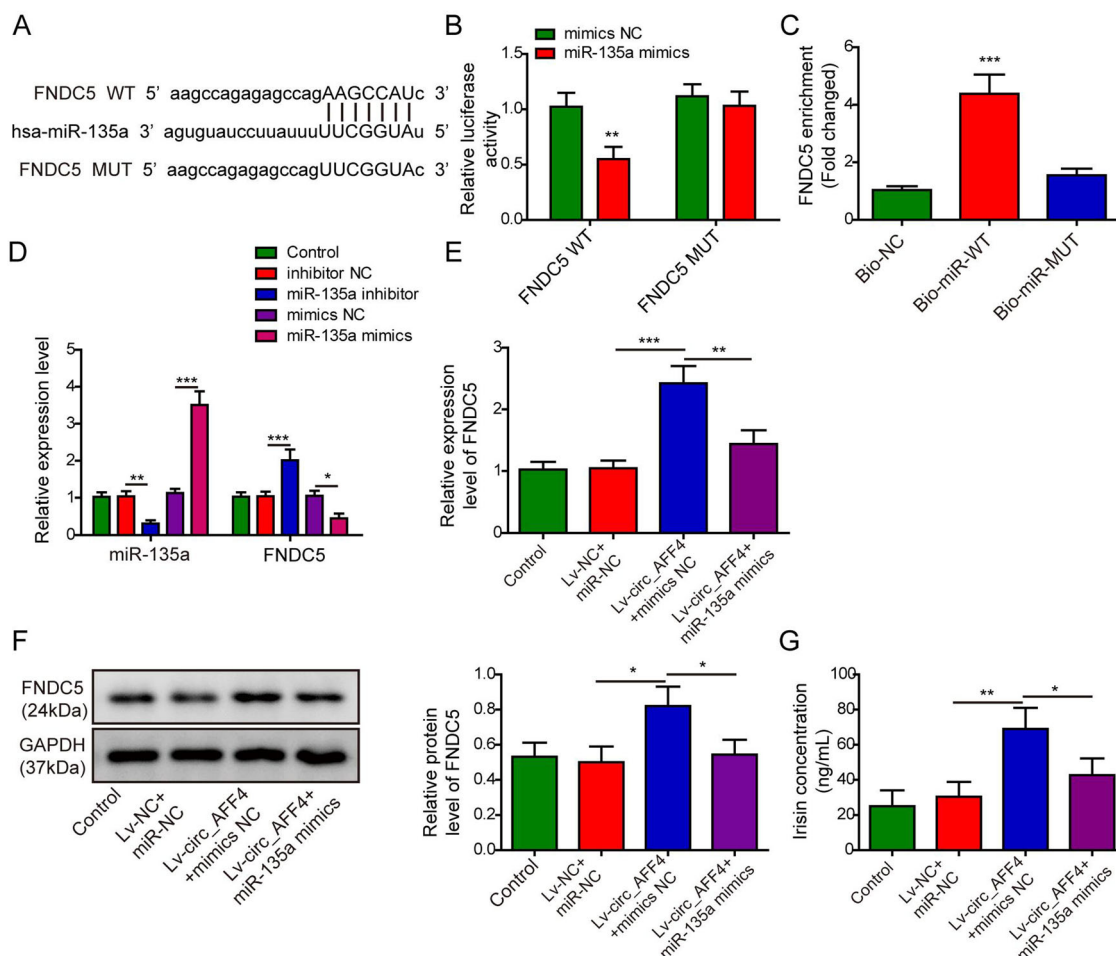 A
FNDC5 WT 5’ aagccagagagccagAAGCCAUc 3’
hsa-miR-135a 3’ aguguauccuuauuuUUCGGUAu 5’
FNDC5 MUT 5’ aagccagagagccagUUCGGUAc 3’
B
mimics NC
miR-135a mimics
Relative luciferase
activity
1.5
1.0
0.5
0.0
**
FNDC5 WT
FNDC5 MUT
C
FNDC5 enrichment
(Fold changed)
6
4
2
0
***
Bio-NC
Bio-miR-WT
Bio-miR-MUT
D
Control
inhibitor NC
miR-135a inhibitor
mimics NC
miR-135a mimics
Relative expression level
5
4
3
2
1
0
**
***
***
*
miR-135a
FNDC5
E
Relative expression
level of FNDC5
3
2
1
0
***
**
Control
Lv-NC+
miR-NC
Lv-circ_AFF4
+mimics NC
Lv-circ_AFF4+
miR-135a mimics
F
FNDC5
(24kDa)
GAPDH
(37kDa)
Control
Lv-NC+
miR-NC
Lv-circ_AFF4
+mimics NC
Lv-circ_AFF4+
miR-135a mimics
Relative protein
level of FNDC5
1.0
0.8
0.6
0.4
0.2
0.0
*
*
Control
Lv-NC+
miR-NC
Lv-circ_AFF4
+mimics NC
Lv-circ_AFF4+
miR-135a mimics
G
Irisin concentration
(ng/mL)
80
60
40
20
0
**
*
Control
Lv-NC+
miR-NC
Lv-circ_AFF4
+mimics NC
Lv-circ_AFF4+
miR-135a mimics